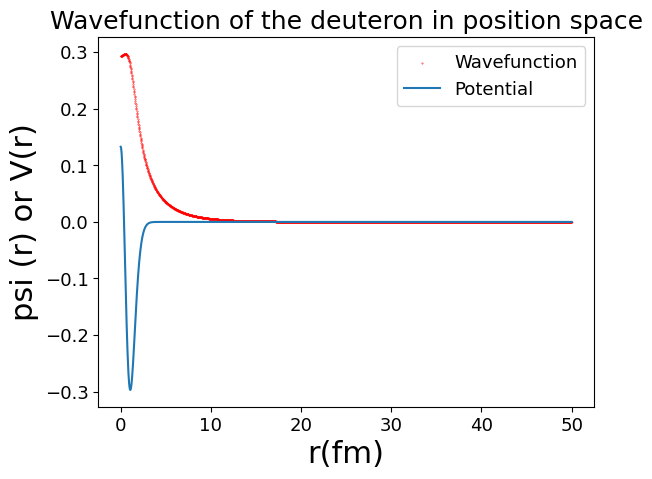 Wavefunction of the deuteron in position space
Wavefunction
Potential
psi (r) or V(r)
0.3
0.2
0.1
0.0
−0.1
−0.2
−0.3
0 10 20 30 40 50
r(fm)